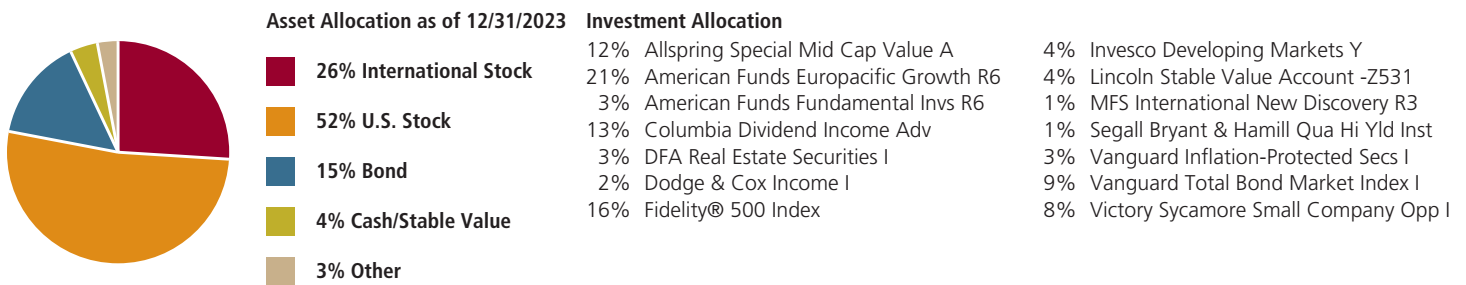 Asset Allocation as of 12/31/2023
26% International Stock
52% U.S. Stock
15% Bond
4% Cash/Stable Value
3% Other
Investment Allocation
12% Allspring Special Mid Cap Value A
21% American Funds Europacific Growth R6
3% American Funds Fundamental Invs R6
13% Columbia Dividend Income Adv
3% DFA Real Estate Securities I
2% Dodge & Cox Income I
16% Fidelity® 500 Index
4% Invesco Developing Markets Y
4% Lincoln Stable Value Account -Z531
1% MFS International New Discovery R3
1% Segall Bryant & Hamill Qua Hi Yld Inst
3% Vanguard Inflation-Protected Secs I
9% Vanguard Total Bond Market Index I
8% Victory Sycamore Small Company Opp I